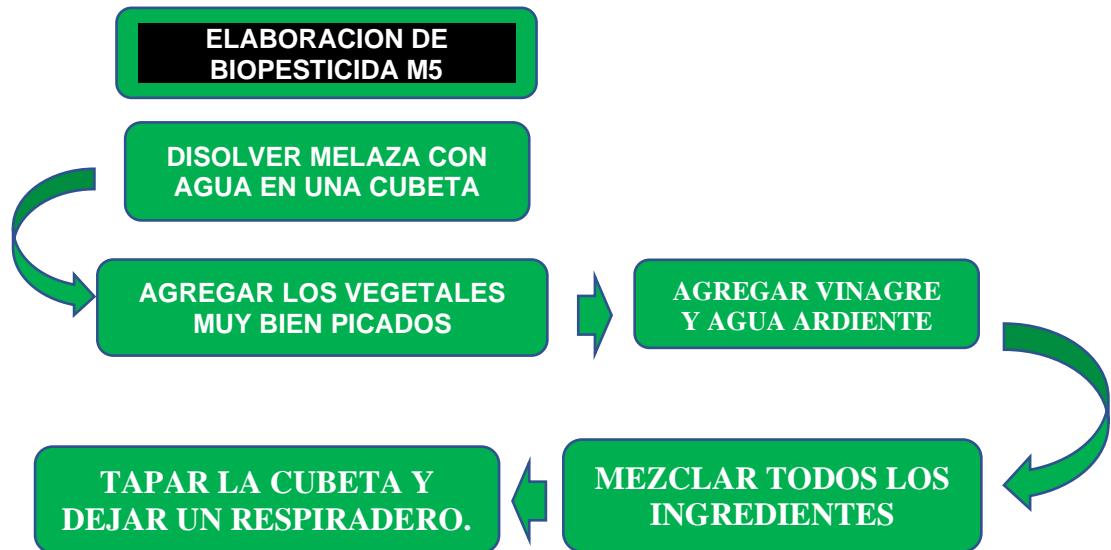 ELABORACION DE
BIOPESTICIDA M5
DISOLVER MELAZA CON
AGUA EN UNA CUBETA
AGREGAR LOS VEGETALES
MUY BIEN PICADOS
AGREGAR VINAGRE
Y AGUA ARDIENTE
MEZCLAR TODOS LOS
INGREDIENTES
TAPAR LA CUBETA Y
DEJAR UN RESPIRADERO.